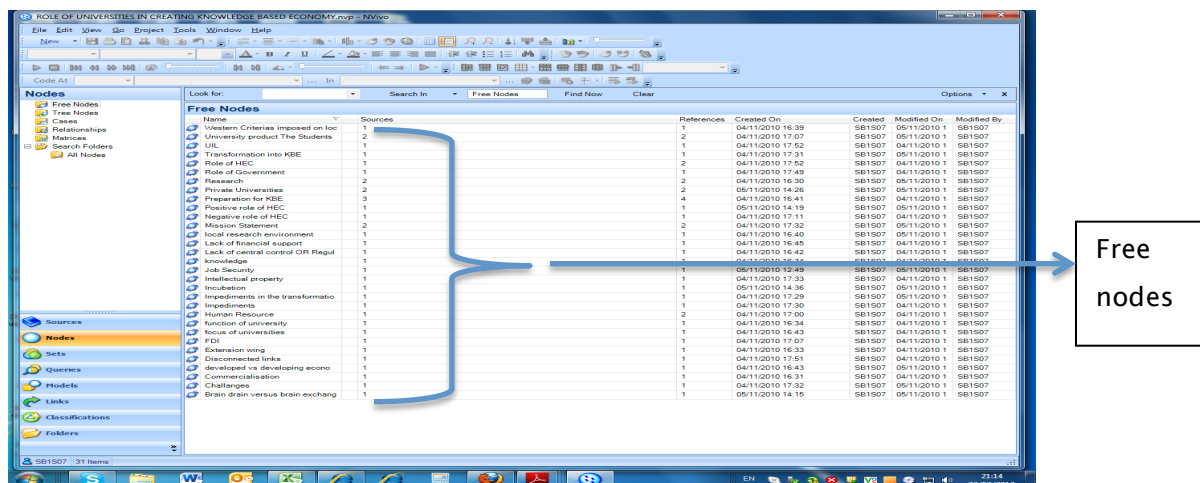 ROLE OF UNIVERSITIES IN CREATING KNOWLEDGE BASED ECONOMY.nvp - NVivo
File Edit View Go Project Tools Window Help
New
Code At In
Nodes
Free Nodes
Tree Nodes
Cases
Relationships
Matrices
Search Folders
All Nodes
Sources
Nodes
Sets
Queries
Models
Links
Classifications
Folders
Look for: Search In Free Nodes Find Now Clear Options x
Free Nodes
Name Sources References Created On Created Modified On Modified By
Western Criterias imposed on loc 1 1 04/11/2010 16:39 SB1S07 05/11/2010 1 SB1S07
University product The Students 2 2 04/11/2010 17:07 SB1S07 05/11/2010 1 SB1S07
UIL 1 1 04/11/2010 17:52 SB1S07 04/11/2010 1 SB1S07
Transformation into KBE 1 1 04/11/2010 17:31 SB1S07 05/11/2010 1 SB1S07
Role of HEC 1 2 04/11/2010 17:52 SB1S07 04/11/2010 1 SB1S07
Role of Government 1 1 04/11/2010 17:49 SB1S07 04/11/2010 1 SB1S07
Research 2 2 04/11/2010 16:30 SB1S07 05/11/2010 1 SB1S07
Private Universities 2 2 05/11/2010 14:26 SB1S07 05/11/2010 1 SB1S07
Preparation for KBE 3 4 04/11/2010 16:41 SB1S07 05/11/2010 1 SB1S07
Positive role of HEC 1 1 05/11/2010 14:19 SB1S07 05/11/2010 1 SB1S07
Negative role of HEC 1 1 04/11/2010 17:11 SB1S07 04/11/2010 1 SB1S07
Mission Statement 2 2 04/11/2010 17:32 SB1S07 05/11/2010 1 SB1S07
local research environment 1 1 04/11/2010 16:40 SB1S07 05/11/2010 1 SB1S07
Lack of financial support 1 1 04/11/2010 16:45 SB1S07 04/11/2010 1 SB1S07
Lack of central control OR Regul 1 1 04/11/2010 16:42 SB1S07 04/11/2010 1 SB1S07
knowledge 1 1
Job Security 1 1 05/11/2010 12:49 SB1S07 05/11/2010 1 SB1S07
Intellectual property 1 1 04/11/2010 17:33 SB1S07 04/11/2010 1 SB1S07
Incubation 1 1 05/11/2010 14:36 SB1S07 05/11/2010 1 SB1S07
Impediments in the transformatio 1 1 04/11/2010 17:29 SB1S07 05/11/2010 1 SB1S07
Impediments 1 1 04/11/2010 17:30 SB1S07 04/11/2010 1 SB1S07
Human Resource 1 2 04/11/2010 17:00 SB1S07 04/11/2010 1 SB1S07
function of university 1 1 04/11/2010 16:34 SB1S07 04/11/2010 1 SB1S07
focus of universities 1 1 04/11/2010 16:43 SB1S07 04/11/2010 1 SB1S07
FDI 1 1 04/11/2010 17:07 SB1S07 04/11/2010 1 SB1S07
Extension wing 1 1 04/11/2010 16:33 SB1S07 04/11/2010 1 SB1S07
Disconnected links 1 1 04/11/2010 17:51 SB1S07 04/11/2010 1 SB1S07
developed vs developing econo 1 1 04/11/2010 16:43 SB1S07 05/11/2010 1 SB1S07
Commercialisation 1 1 04/11/2010 16:31 SB1S07 04/11/2010 1 SB1S07
Challanges 1 1 04/11/2010 17:32 SB1S07 05/11/2010 1 SB1S07
Brain drain versus brain exchang 1 1 05/11/2010 14:15 SB1S07 05/11/2010 1 SB1S07
Free
nodes
SB1S07 31 Items
EN 21:14